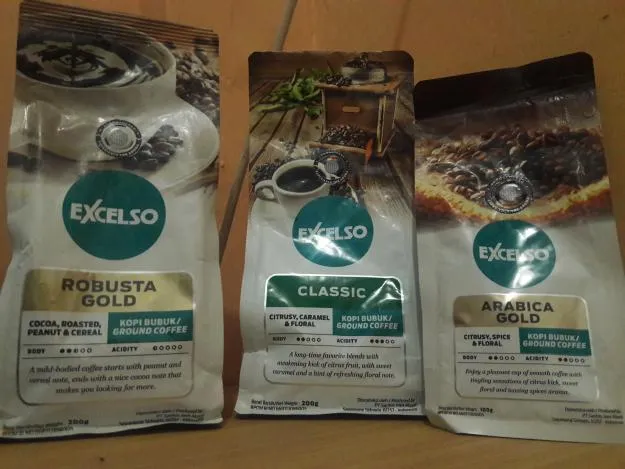 EXCELSO
ROBUSTA
GOLD
COCOA, ROASTED,
PEANUT & CEREAL
KOPI BUBUK/
GROUND COFFEE
BODY
ACIDITY
A mild-bodied coffee starts with peanut and
cereal note, ends with a nice cocoa note that
makes you looking for more.
200g
EXCELSO
CLASSIC
CITRUSY, CARAMEL
& FLORAL
KOPI BUBUK/
GROUND COFFEE
BODY
ACIDITY
A long-time favorite blends with
awakening kick of citrus fruit, with sweet
caramel and a hint of refreshing floral note.
200g
EXCELSO
ARABICA
GOLD
CITRUSY, SPICE
& FLORAL
KOPI BUBUK/
GROUND COFFEE
BODY
ACIDITY
Enjoy a pleasant cup of smooth coffee with
tingling sensations of citrus kick, sweet
floral and teasing spices aroma.